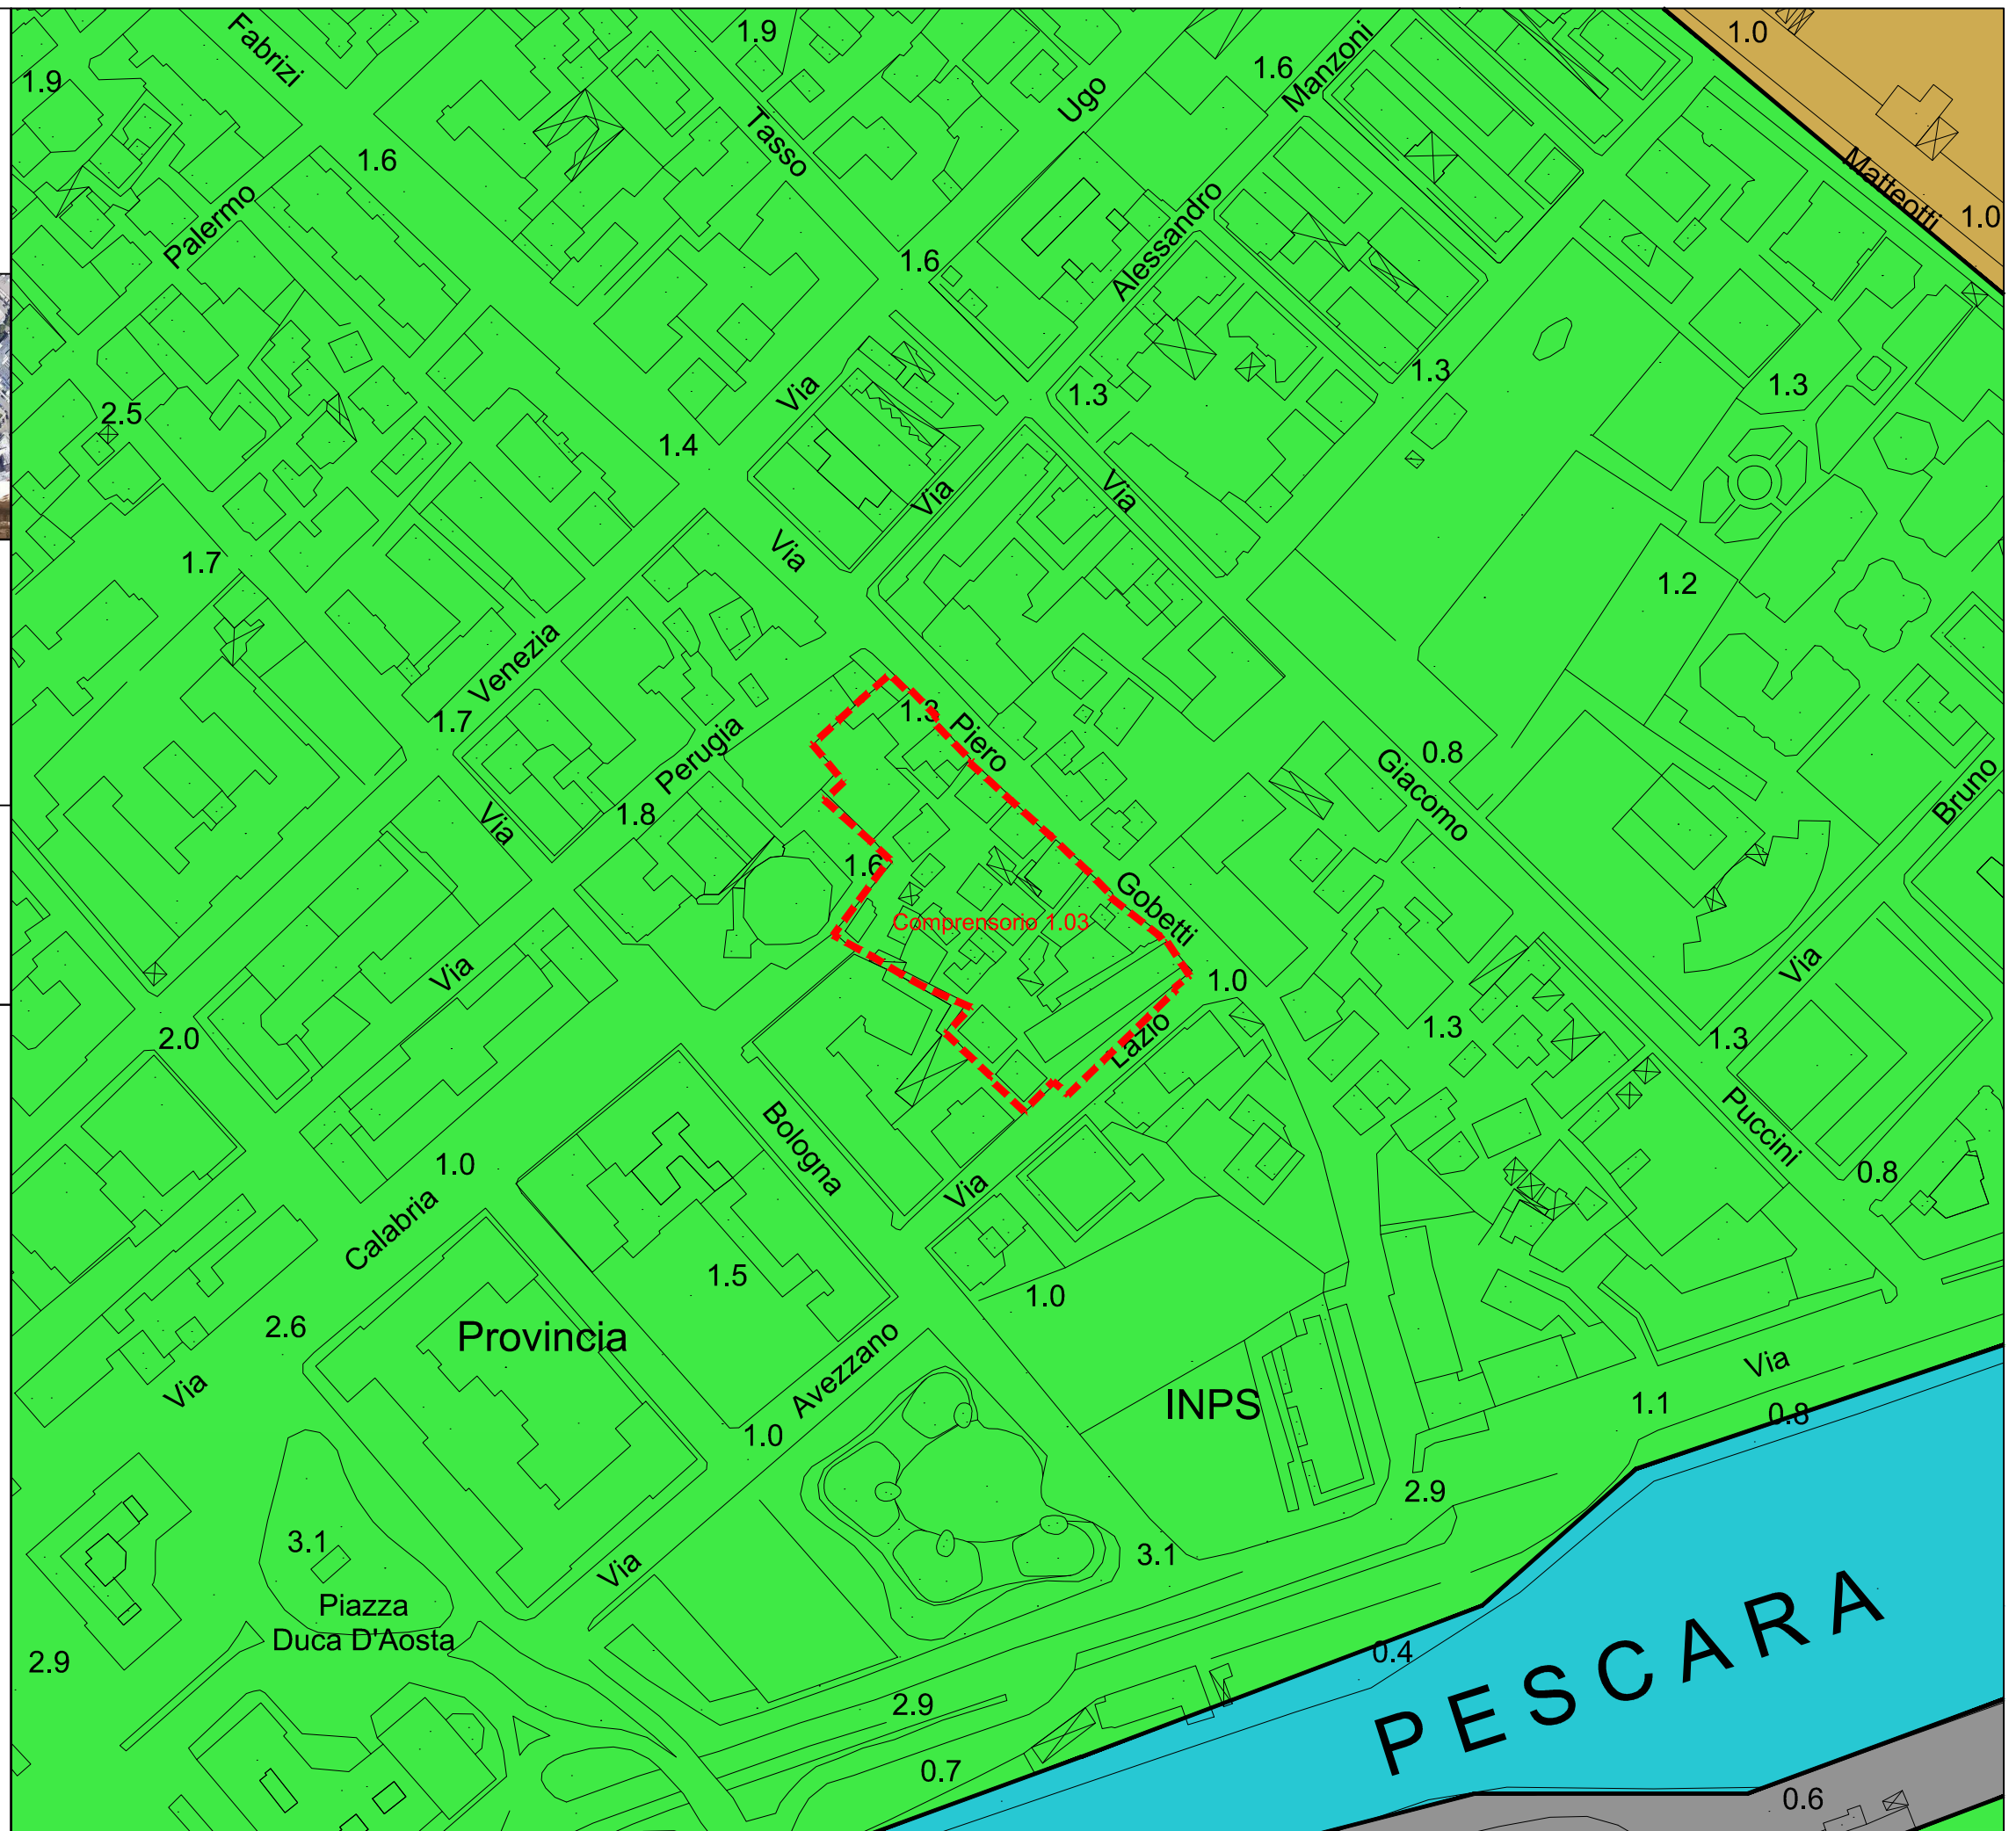 Fabrizi
1.9
1.0
1.6
Manzoni
1.9
Ugo
Tasso
1.6
Matteotti
Palermo
1.0
Alessandro
1.6
1.3
1.3
1.3
Via
2.5
1.4
Via
Via
Via
1.7
1.2
Venezia
1.3
1.7
Piero
Perugia
0.8
Giacomo
Bruno
1.8
Via
1.6
Gobetti
Comprensorio 1.03
Via
Via
1.0
2.0
1.3
Lazio
1.3
Bologna
Puccini
1.0
0.8
Via
Calabria
1.5
1.0
2.6
Provincia
Avezzano
Via
Via
INPS
1.1
0.8
1.0
2.9
3.1
3.1
Via
Piazza
Duca D'Aosta
2.9
0.4
PESCARA
2.9
0.7
0.6